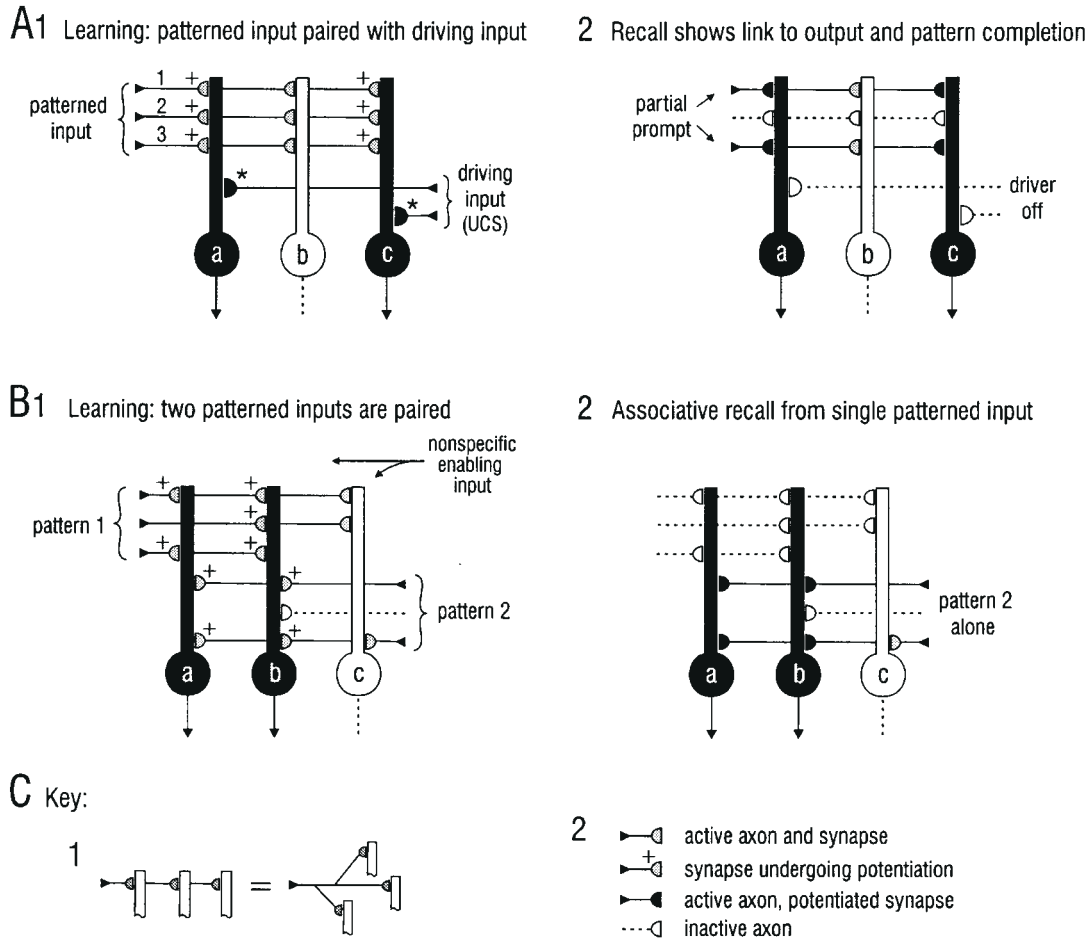 A1 Learning: patterned input paired with driving input
1 + +
patterned
input
2 + +
3 + +
* driving
input
* (UCS)
a b c
2 Recall shows link to output and pattern completion
partial
prompt
driver
off
a b c
B1 Learning: two patterned inputs are paired
nonspecific
enabling
input
+ +
pattern 1
+
+ +
+ +
pattern 2
+ +
a b c
2 Associative recall from single patterned input
pattern 2
alone
a b c
C Key:
1
=
2
active axon and synapse
+
synapse undergoing potentiation
active axon, potentiated synapse
inactive axon